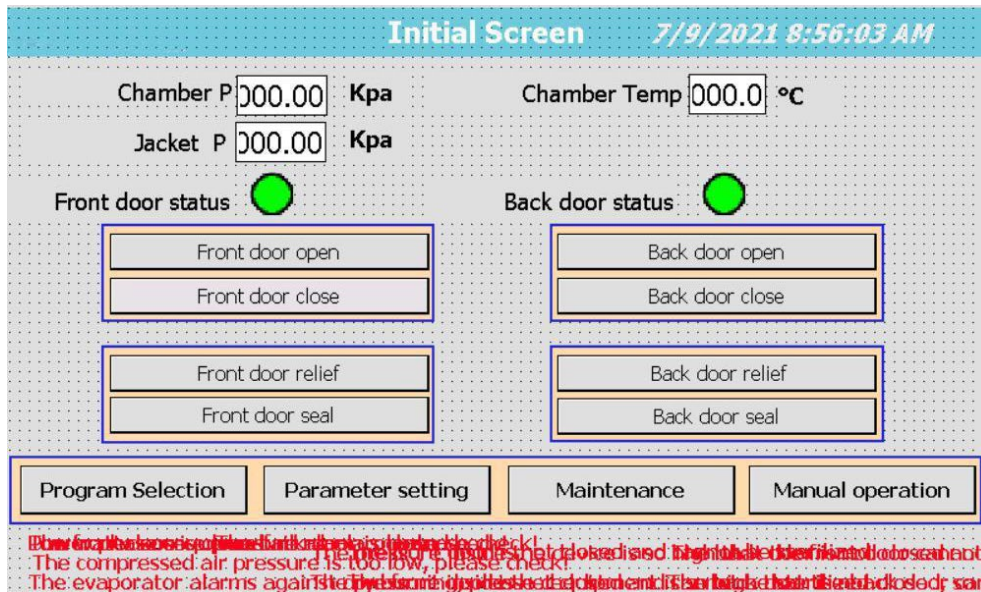 Initial Screen 7/9/2021 8:56:03 AM
Chamber P 000.00 Kpa Chamber Temp 000.0 °C
Jacket P 000.00 Kpa
Front door status Back door status
Front door open Back door open
Front door close Back door close
Front door relief Back door relief
Front door seal Back door seal
Program Selection Parameter setting Maintenance Manual operation
The compressed air pressure is too low, please check!
The evaporator alarms